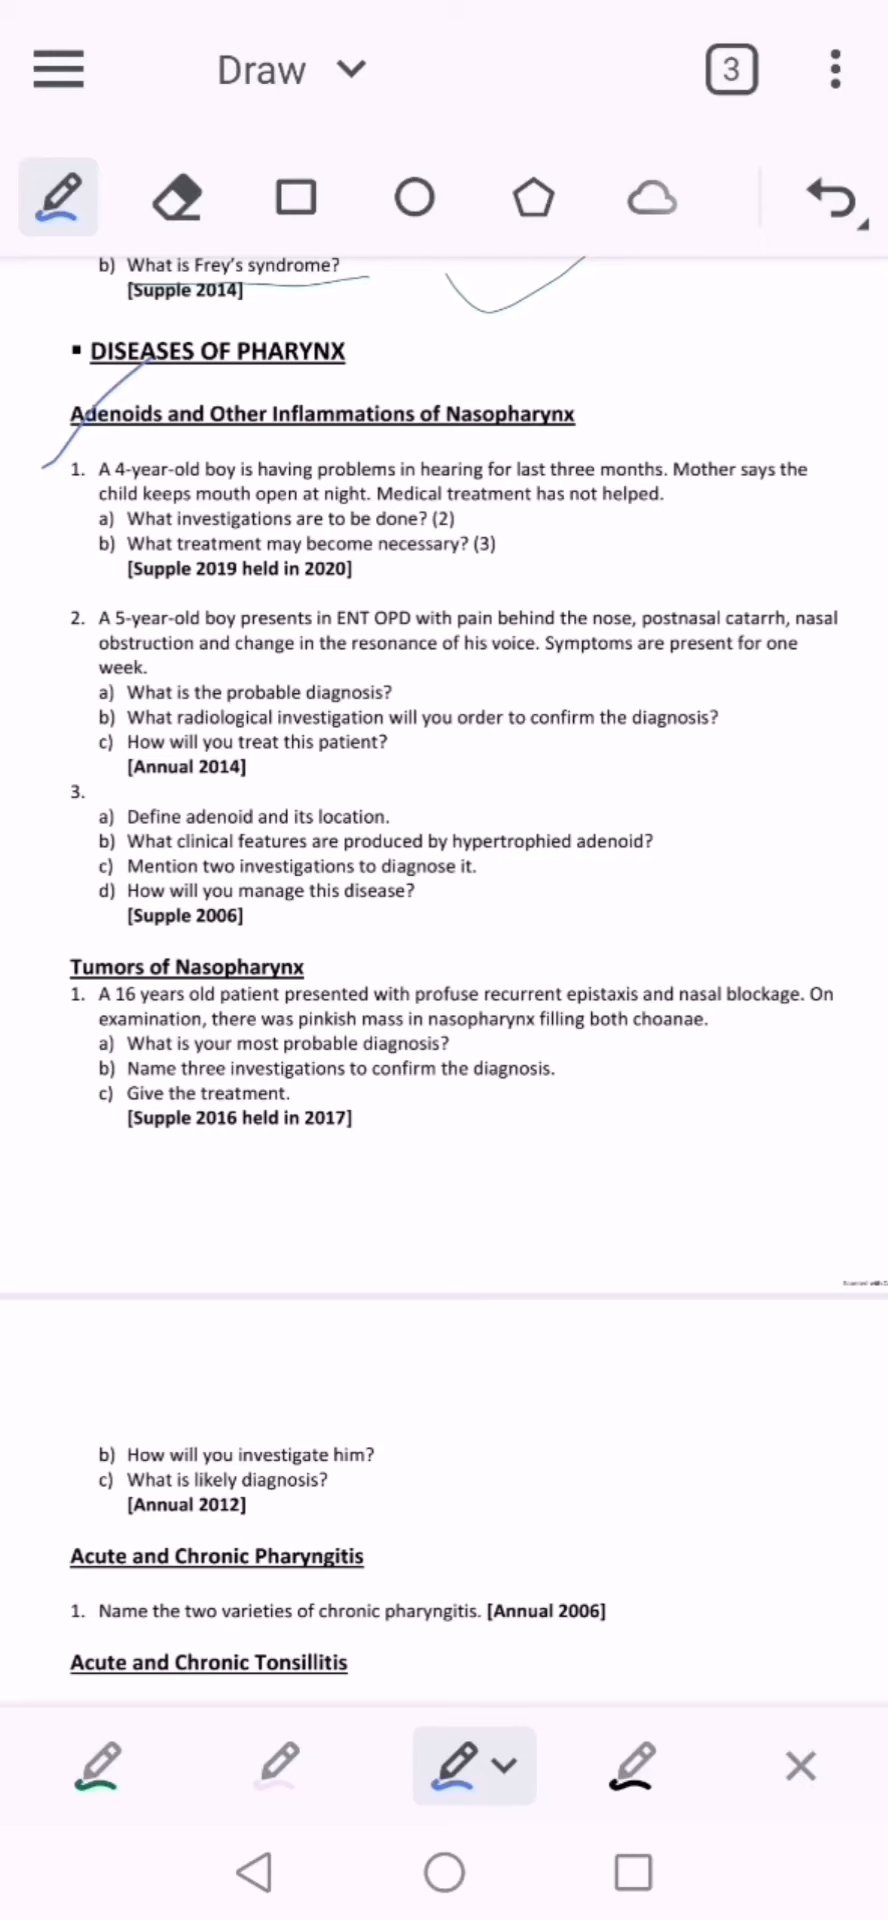 Draw
3
b) What is Frey's syndrome?
[Supple 2014]
▪ DISEASES OF PHARYNX
Adenoids and Other Inflammations of Nasopharynx
1. A 4-year-old boy is having problems in hearing for last three months. Mother says the
child keeps mouth open at night. Medical treatment has not helped.
a) What investigations are to be done? (2)
b) What treatment may become necessary? (3)
[Supple 2019 held in 2020]
2. A 5-year-old boy presents in ENT OPD with pain behind the nose, postnasal catarrh, nasal
obstruction and change in the resonance of his voice. Symptoms are present for one
week.
a) What is the probable diagnosis?
b) What radiological investigation will you order to confirm the diagnosis?
c) How will you treat this patient?
[Annual 2014]
3.
a) Define adenoid and its location.
b) What clinical features are produced by hypertrophied adenoid?
c) Mention two investigations to diagnose it.
d) How will you manage this disease?
[Supple 2006]
Tumors of Nasopharynx
1. A 16 years old patient presented with profuse recurrent epistaxis and nasal blockage. On
examination, there was pinkish mass in nasopharynx filling both choanae.
a) What is your most probable diagnosis?
b) Name three investigations to confirm the diagnosis.
c) Give the treatment.
[Supple 2016 held in 2017]
b) How will you investigate him?
c) What is likely diagnosis?
[Annual 2012]
Acute and Chronic Pharyngitis
1. Name the two varieties of chronic pharyngitis. [Annual 2006]
Acute and Chronic Tonsillitis